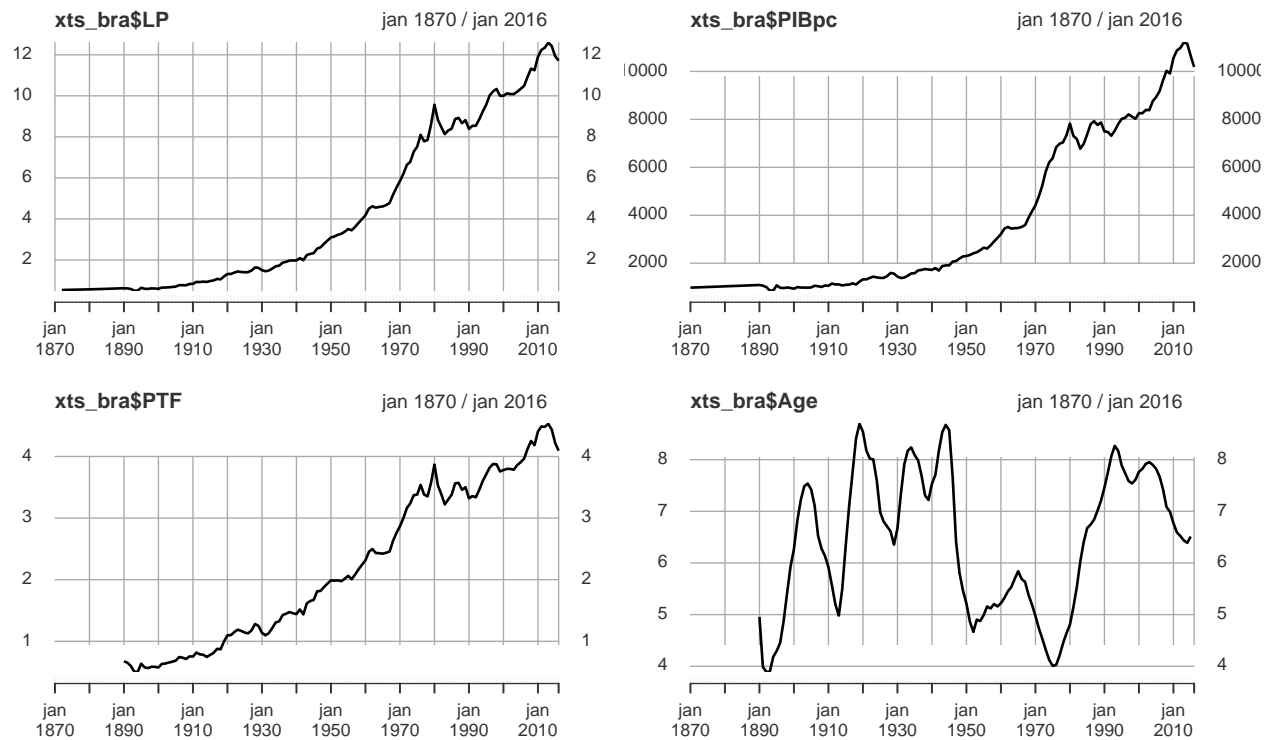 xts_bra$LP jan 1870 / jan 2016
12 12
10 10
8 8
6 6
4 4
2 2
jan jan jan jan jan jan jan jan
1870 1890 1910 1930 1950 1970 1990 2010
xts_bra$PIBpc jan 1870 / jan 2016
10000 10000
8000 8000
6000 6000
4000 4000
2000 2000
jan jan jan jan jan jan jan jan
1870 1890 1910 1930 1950 1970 1990 2010
xts_bra$PTF jan 1870 / jan 2016
4 4
3 3
2 2
1 1
jan jan jan jan jan jan jan jan
1870 1890 1910 1930 1950 1970 1990 2010
xts_bra$Age jan 1870 / jan 2016
8 8
7 7
6 6
5 5
4 4
jan jan jan jan jan jan jan jan
1870 1890 1910 1930 1950 1970 1990 2010